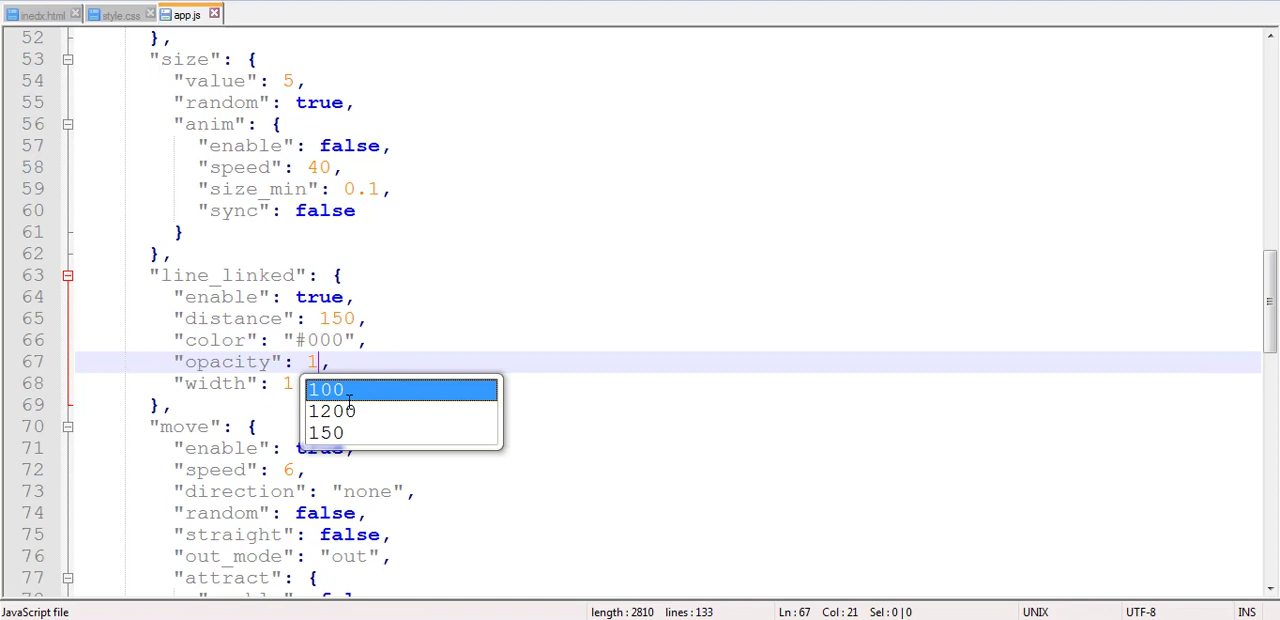 inedx.html style.css app.js
52 },
53 "size": {
54 "value": 5,
55 "random": true,
56 "anim": {
57 "enable": false,
58 "speed": 40,
59 "size_min": 0.1,
60 "sync": false
61 }
62 },
63 "line_linked": {
64 "enable": true,
65 "distance": 150,
66 "color": "#000",
67 "opacity": 1,
68 "width": 1
100
1200
150
69 },
70 "move": {
71 "enable": true,
72 "speed": 6,
73 "direction": "none",
74 "random": false,
75 "straight": false,
76 "out_mode": "out",
77 "attract": {
JavaScript file length : 2810 lines : 133 Ln : 67 Col : 21 Sel : 0 | 0 UNIX UTF-8 INS